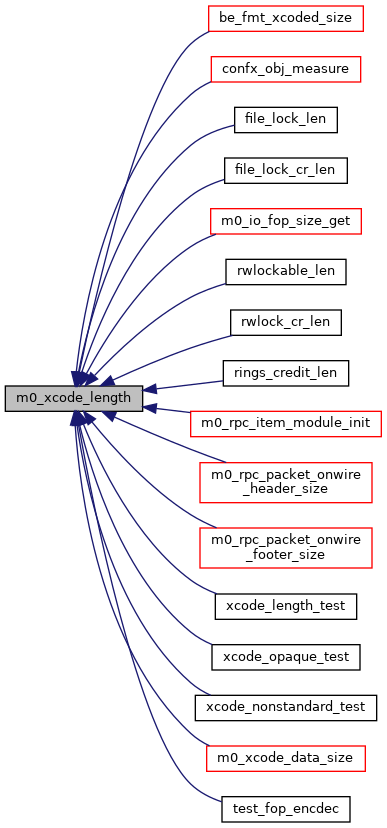 be_fmt_xcoded_size
confx_obj_measure
file_lock_len
file_lock_cr_len
m0_io_fop_size_get
rwlockable_len
rwlock_cr_len
rings_credit_len
m0_xcode_length
m0_rpc_item_module_init
m0_rpc_packet_onwire
_header_size
m0_rpc_packet_onwire
_footer_size
xcode_length_test
xcode_opaque_test
xcode_nonstandard_test
m0_xcode_data_size
test_fop_encdec